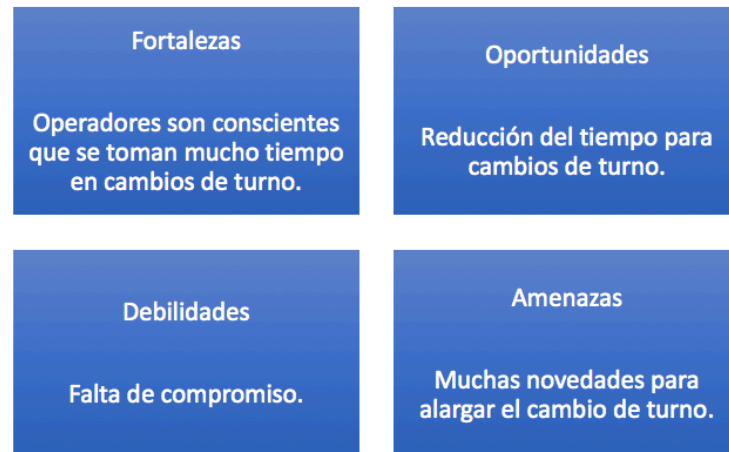 Fortalezas
Operadores son conscientes
que se toman mucho tiempo
en cambios de turno.
Oportunidades
Reducción del tiempo para
cambios de turno.
Debilidades
Falta de compromiso.
Amenazas
Muchas novedades para
alargar el cambio de turno.